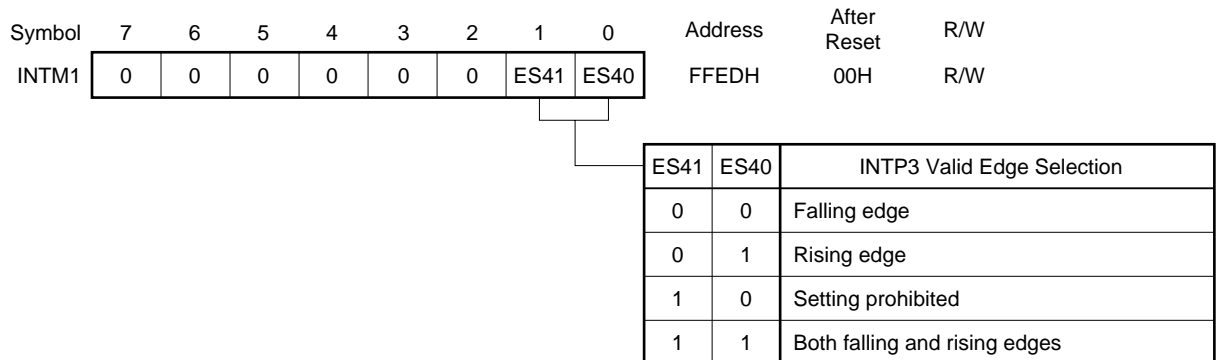 Symbol 7 6 5 4 3 2 1 0 Address After Reset R/W
INTM1 0 0 0 0 0 0 ES41 ES40 FFEDH 00H R/W
ES41 ES40 INTP3 Valid Edge Selection
0 0 Falling edge
0 1 Rising edge
1 0 Setting prohibited
1 1 Both falling and rising edges